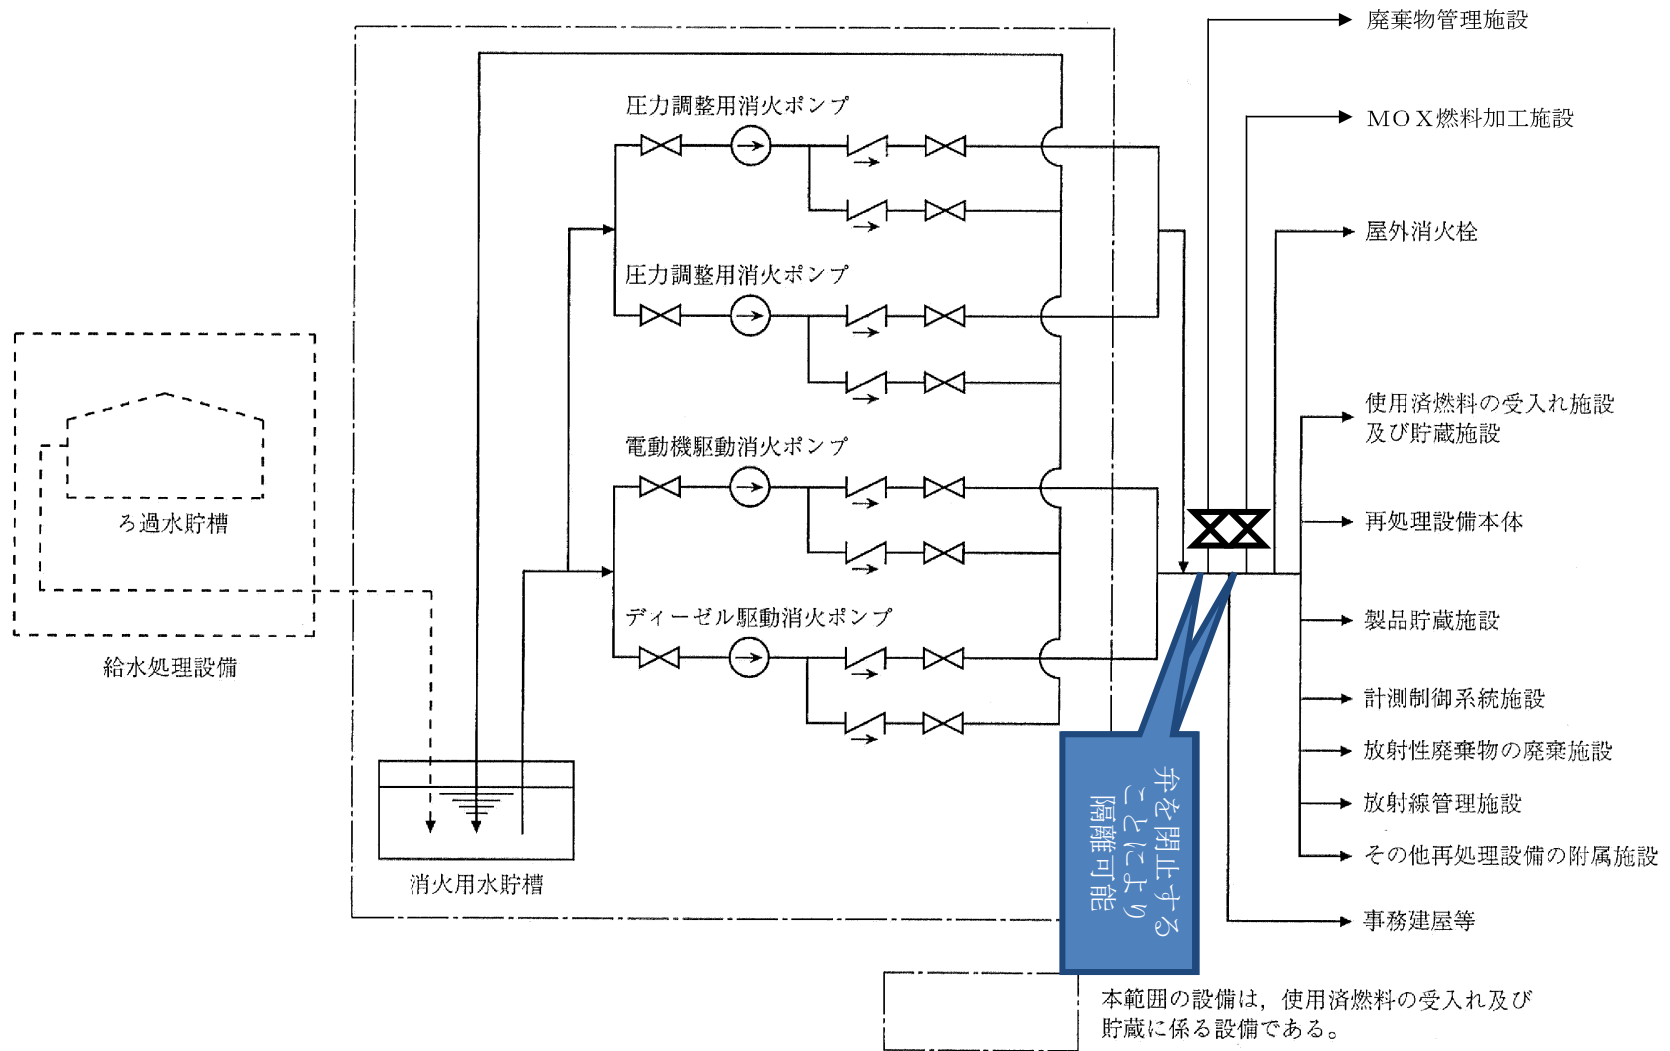 廃棄物管理施設
MOX燃料加工施設
屋外消火栓
圧力調整用消火ポンプ
圧力調整用消火ポンプ
電動機駆動消火ポンプ
ディーゼル駆動消火ポンプ
ろ過水貯槽
給水処理設備
消火用水貯槽
使用済燃料の受入れ施設
及び貯蔵施設
再処理設備本体
製品貯蔵施設
計測制御系統施設
放射性廃棄物の廃棄施設
放射線管理施設
その他再処理設備の附属施設
事務建屋等
弁を閉止する
ことにより
隔離可能
本範囲の設備は，使用済燃料の受入れ及び
貯蔵に係る設備である。